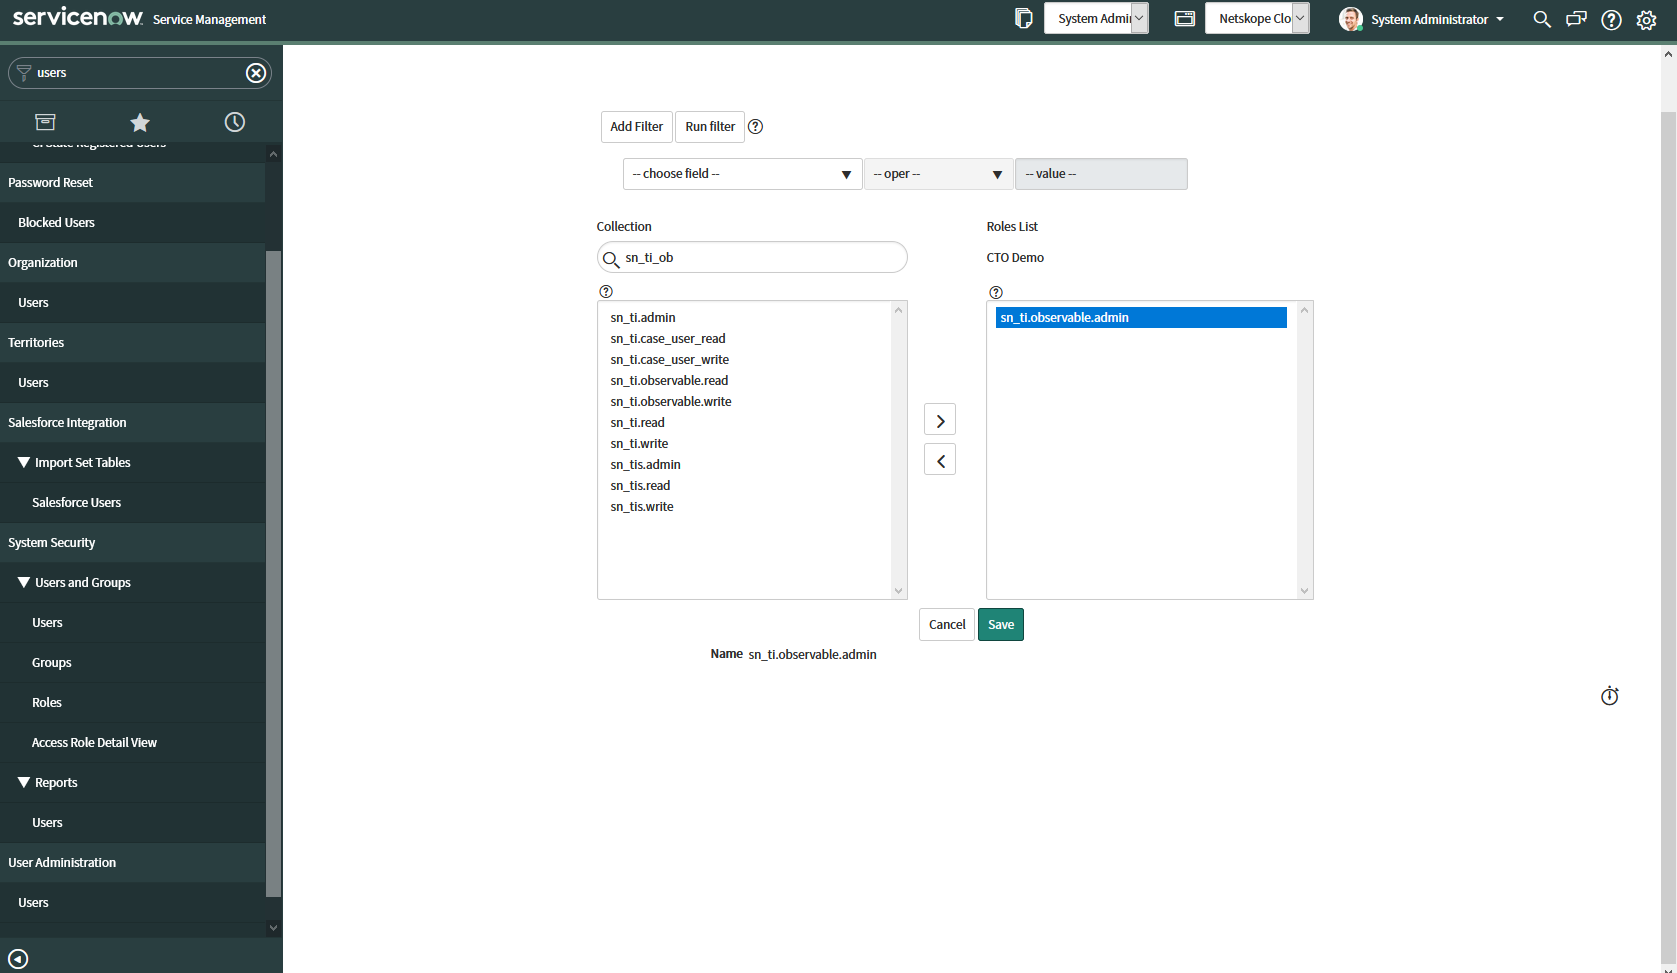 servicenow Service Management
System Admi
Netskope Clo
System Administrator
users
Password Reset
Blocked Users
Organization
Users
Territories
Users
Salesforce Integration
Import Set Tables
Salesforce Users
System Security
Users and Groups
Users
Groups
Roles
Access Role Detail View
Reports
Users
User Administration
Users
Add Filter
Run filter
-- choose field --
-- oper --
-- value --
Collection
sn_ti_ob
sn_ti.admin
sn_ti.case_user_read
sn_ti.case_user_write
sn_ti.observable.read
sn_ti.observable.write
sn_ti.read
sn_ti.write
sn_tis.admin
sn_tis.read
sn_tis.write
Roles List
CTO Demo
sn_ti.observable.admin
Cancel
Save
Name sn_ti.observable.admin